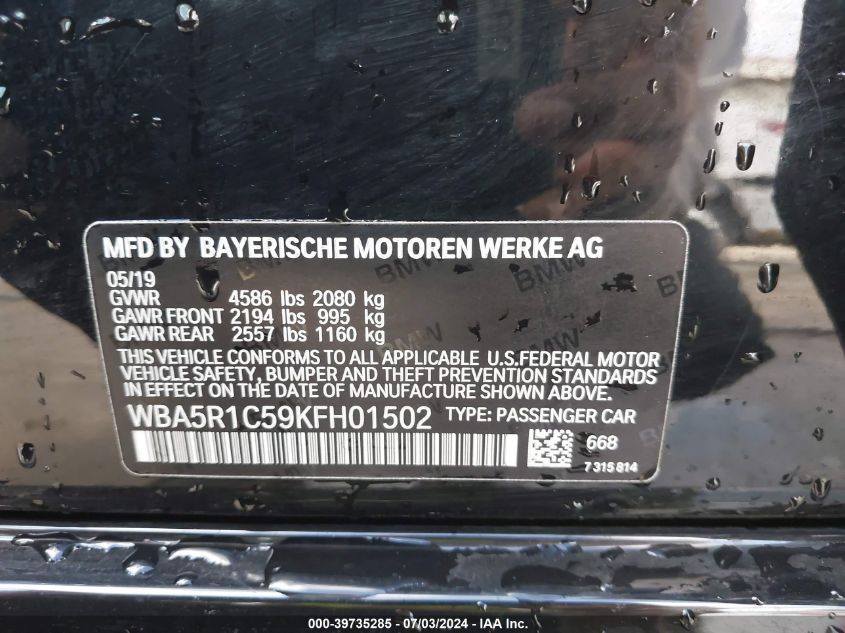 MFD BY BAYERISCHE MOTOREN WERKE AG
05/19
GVWR 4586 lbs 2080 kg
GAWR FRONT 2194 lbs 995 kg
GAWR REAR 2557 lbs 1160 kg
THIS VEHICLE CONFORMS TO ALL APPLICABLE U.S.FEDERAL MOTOR
VEHICLE SAFETY, BUMPER AND THEFT PREVENTION STANDARDS
IN EFFECT ON THE DATE OF MANUFACTURE SHOWN ABOVE.
WBA5R1C59KFH01502 TYPE: PASSENGER CAR
668
7 315 814
000-39735285 - 07/03/2024 - IAA Inc.